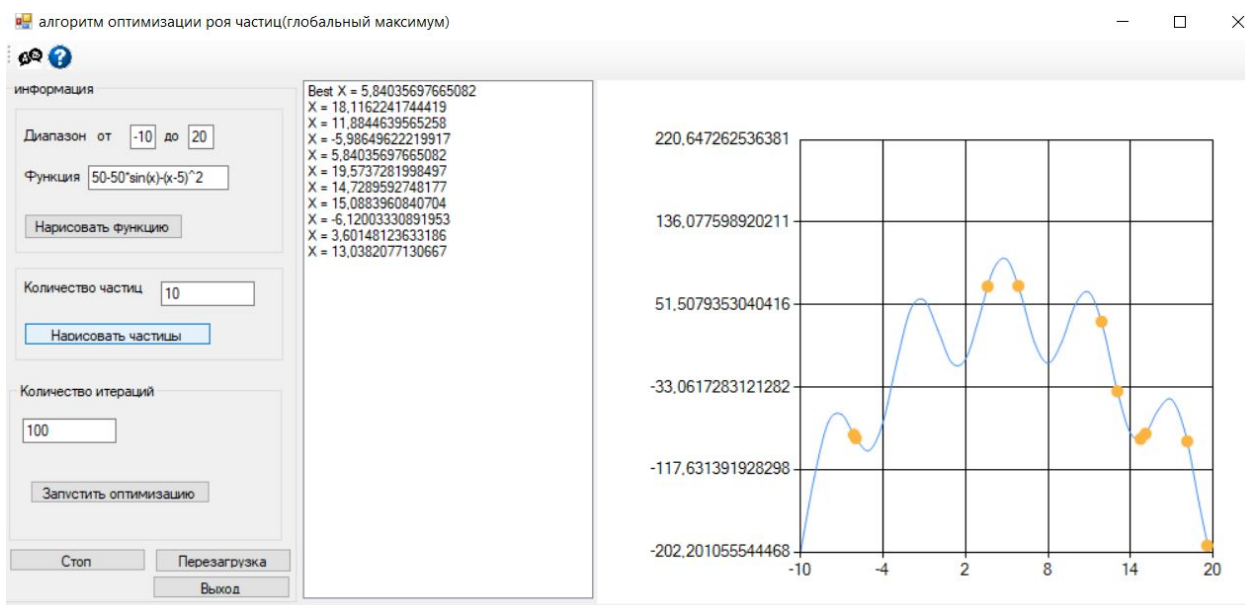 алгоритм оптимизации роя частиц(глобальный максимум)
информация
Диапазон от -10 до 20
Функция 50-50*sin(x)-(x-5)^2
Нарисовать функцию
Количество частиц 10
Нарисовать частицы
Количество итераций
100
Запустить оптимизацию
Стоп
Перезагрузка
Выход
Best X = 5,84035697665082
X = 18,1162241744419
X = 11,8844639565258
X = -5,98649622219917
X = 5,84035697665082
X = 19,5737281998497
X = 14,7289592748177
X = 15,0883960840704
X = -6,12003330891953
X = 3,60148123633186
X = 13,0382077130667
220,647262536381
136,077598920211
51,5079353040416
-33,0617283121282
-117,631391928298
-202,201055544468
-10 -4 2 8 14 20